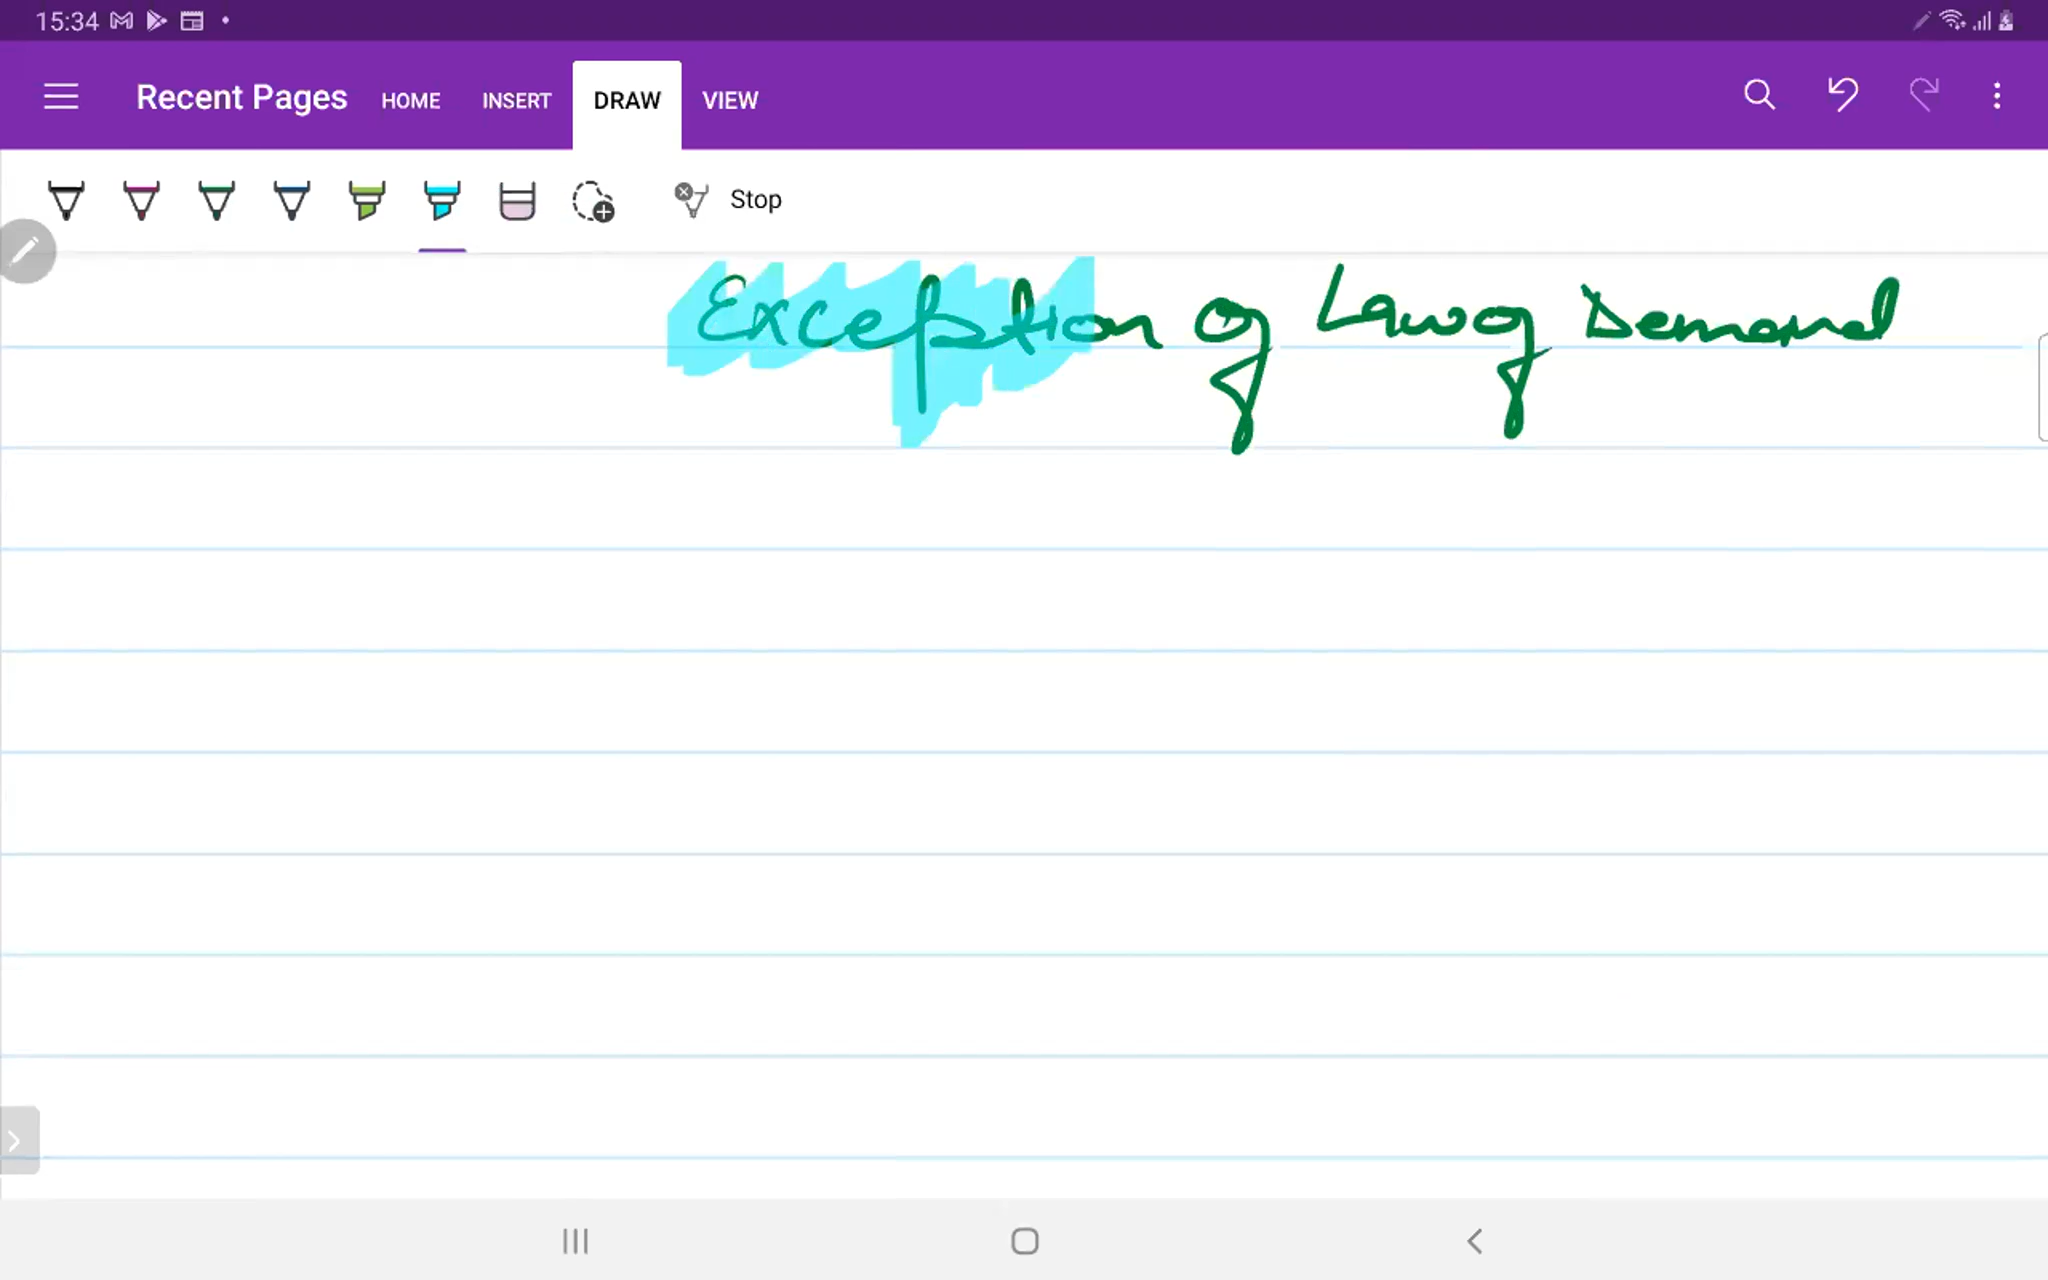 15:34
Recent Pages HOME INSERT DRAW VIEW
Stop
Exception of Law of Demand